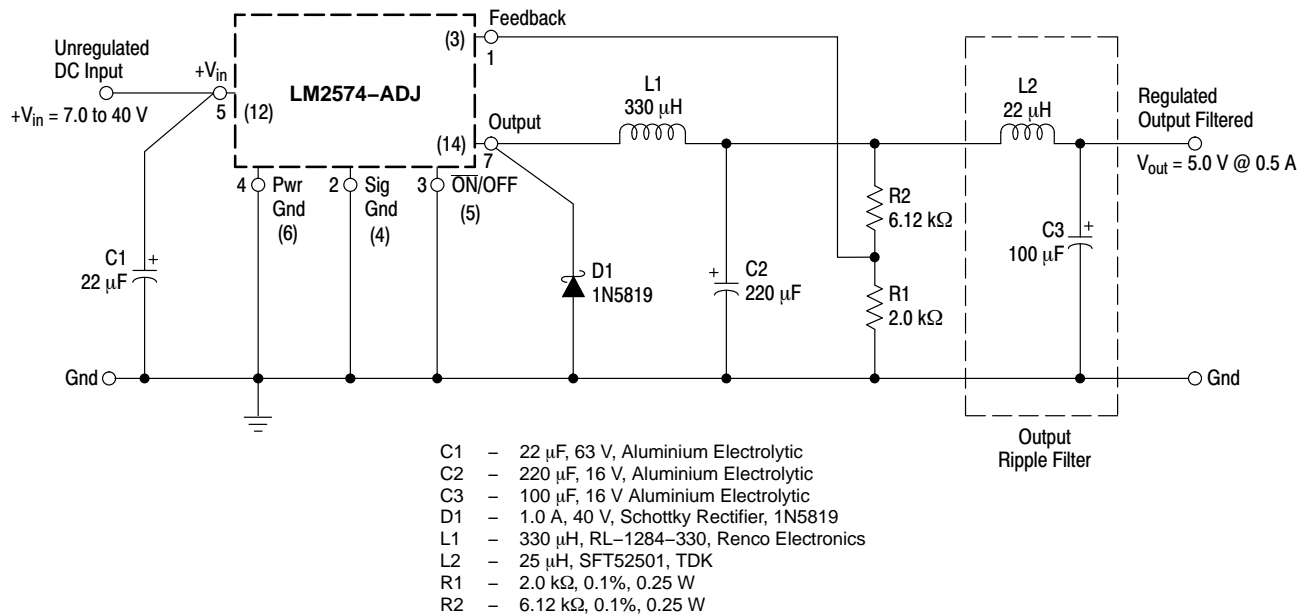 Feedback
(3)
1
Unregulated
DC Input
+Vin
LM2574–ADJ
L1
330 µH
L2
22 µH
Regulated
Output Filtered
+Vin = 7.0 to 40 V
5
(12)
Output
(14)
7
Vout = 5.0 V @ 0.5 A
4
Pwr
Gnd
(6)
2
Sig
Gnd
(4)
3
ON/OFF
(5)
R2
6.12 kΩ
C1
22 µF
+
D1
1N5819
+
C2
220 µF
R1
2.0 kΩ
C3
100 µF
+
Gnd
Gnd
Output
Ripple Filter
C1 – 22 µF, 63 V, Aluminium Electrolytic
C2 – 220 µF, 16 V, Aluminium Electrolytic
C3 – 100 µF, 16 V Aluminium Electrolytic
D1 – 1.0 A, 40 V, Schottky Rectifier, 1N5819
L1 – 330 µH, RL–1284–330, Renco Electronics
L2 – 25 µH, SFT52501, TDK
R1 – 2.0 kΩ, 0.1%, 0.25 W
R2 – 6.12 kΩ, 0.1%, 0.25 W